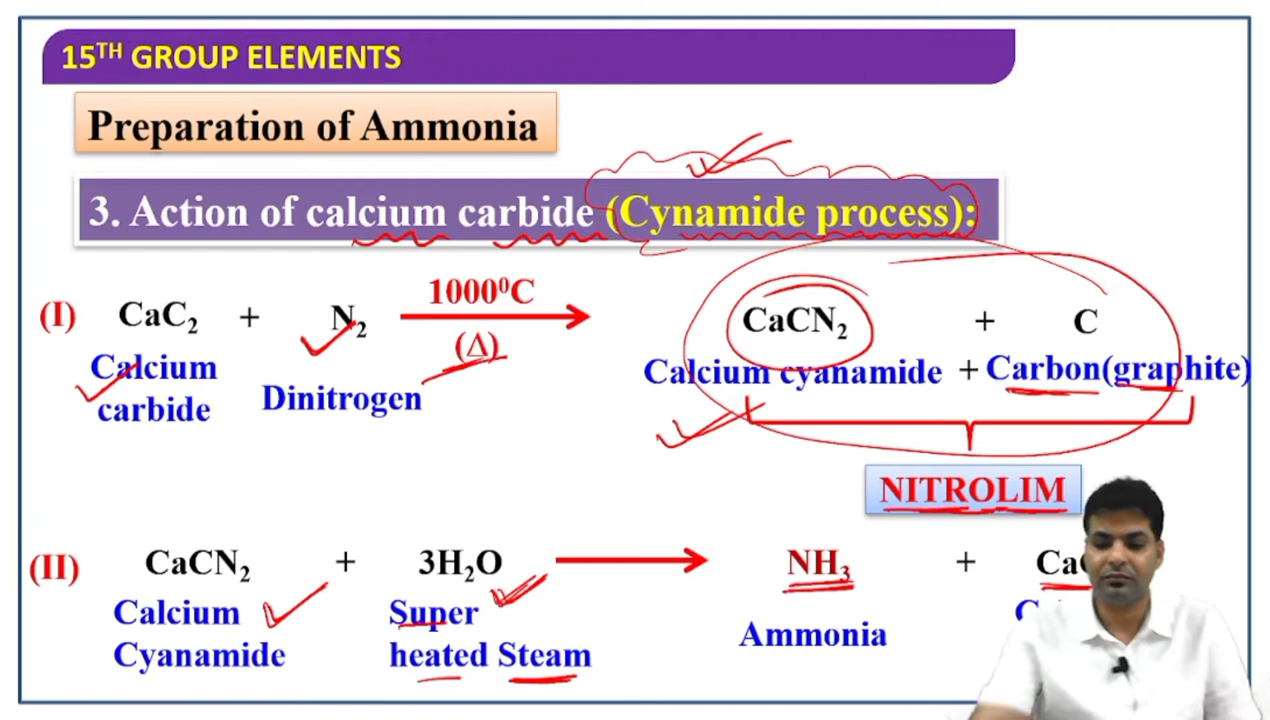 15TH GROUP ELEMENTS
Preparation of Ammonia
3. Action of calcium carbide (Cynamide process):
(I) CaC₂ + N₂ 1000⁰C (Δ) CaCN₂ + C
Calcium carbide Dinitrogen Calcium cyanamide + Carbon(graphite)
NITROLIM
(II) CaCN₂ + 3H₂O NH₃ + Ca
Calcium Cyanamide Super heated Steam Ammonia